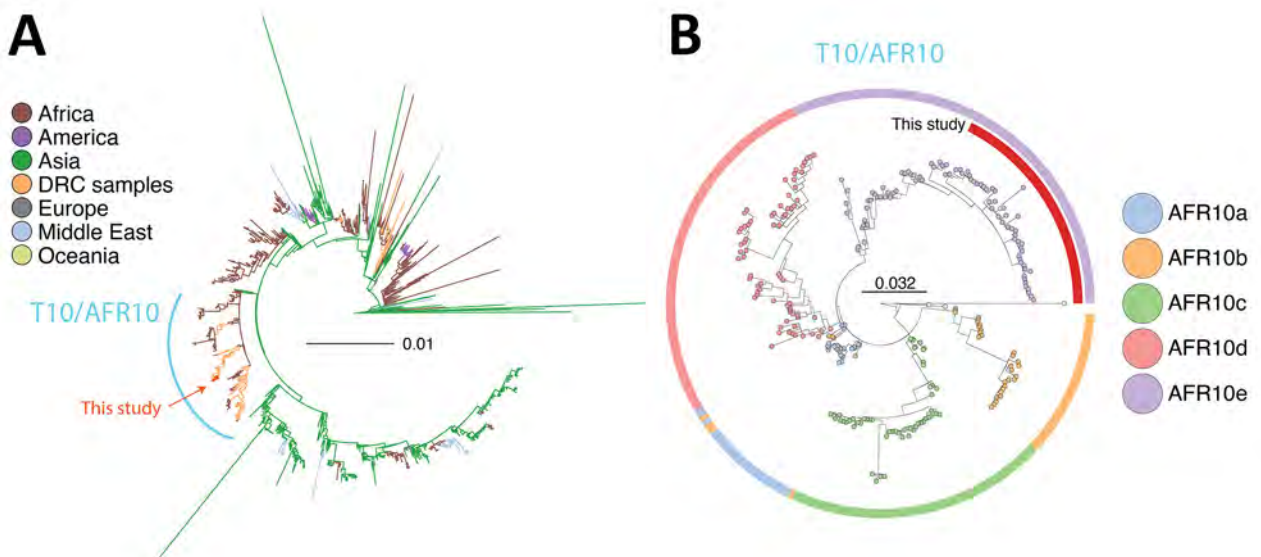 A
Africa
America
Asia
DRC samples
Europe
Middle East
Oceania
T10/AFR10
This study
0.01
B
T10/AFR10
This study
0.032
AFR10a
AFR10b
AFR10c
AFR10d
AFR10e